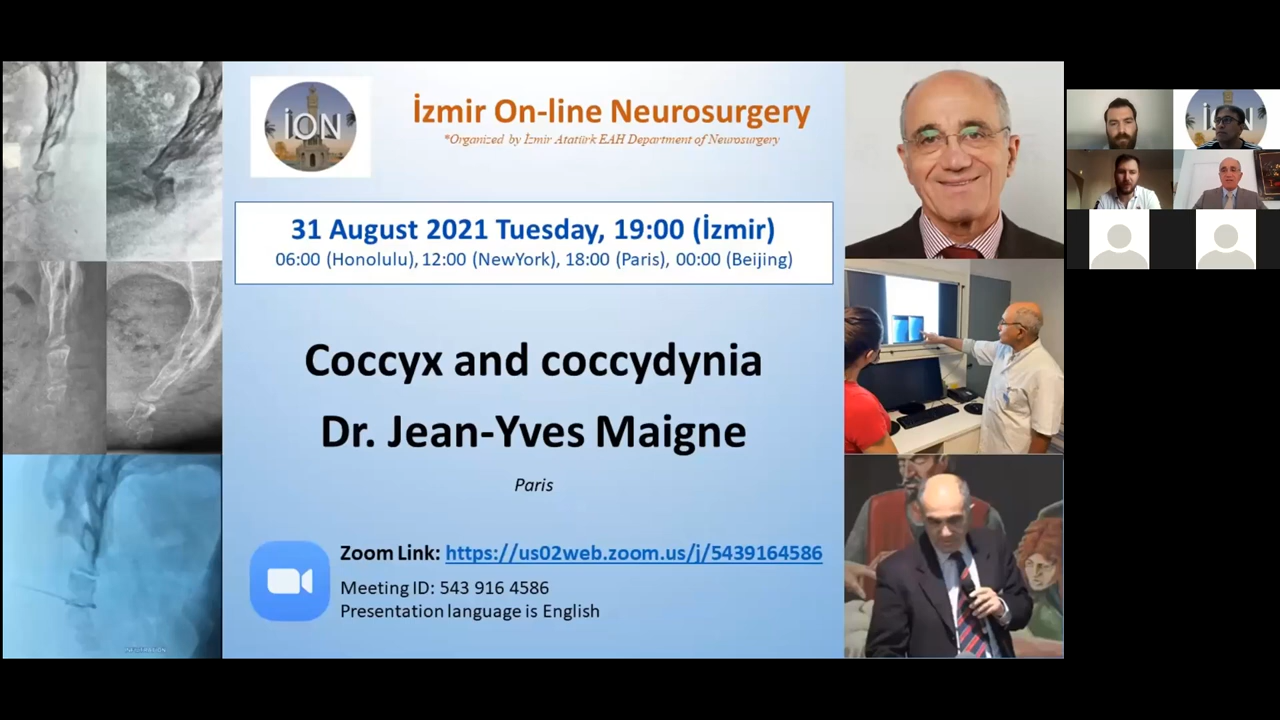 İON
İzmir On-line Neurosurgery
*Organized by İzmir Atatürk EAH Department of Neurosurgery
31 August 2021 Tuesday, 19:00 (İzmir)
06:00 (Honolulu), 12:00 (NewYork), 18:00 (Paris), 00:00 (Beijing)
Coccyx and coccydynia
Dr. Jean-Yves Maigne
Paris
Zoom Link: https://us02web.zoom.us/j/5439164586
Meeting ID: 543 916 4586
Presentation language is English